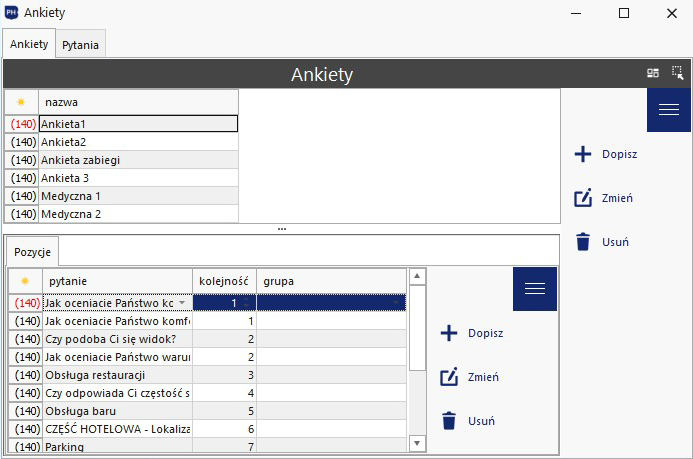 PH Ankiety
Ankiety Pytania
Ankiety
nazwa
(140) Ankieta1
(140) Ankieta2
(140) Ankieta zabiegi
(140) Ankieta 3
(140) Medyczna 1
(140) Medyczna 2
Dopisz
Zmień
Usuń
Pozycje
pytanie kolejność grupa
(140) Jak oceniacie Państwo kc 1
(140) Jak oceniacie Państwo komfo 1
(140) Czy podoba Ci się widok? 2
(140) Jak oceniacie Państwo warun 2
(140) Obsługa restauracji 3
(140) Czy odpowiada Ci częstość s 4
(140) Obsługa baru 5
(140) CZĘŚĆ HOTELOWA - Lokaliza 6
(140) Parking 7
Dopisz
Zmień
Usuń